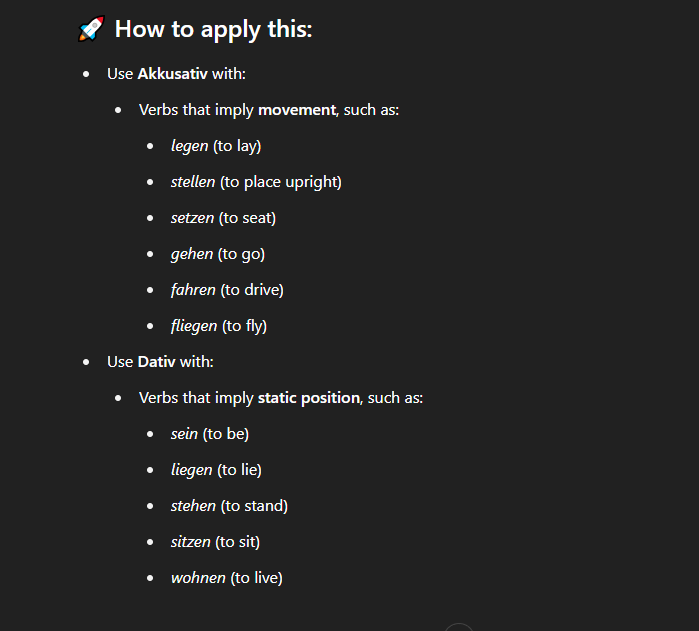 🚀 How to apply this:
• Use Akkusativ with:
• Verbs that imply movement, such as:
• legen (to lay)
• stellen (to place upright)
• setzen (to seat)
• gehen (to go)
• fahren (to drive)
• fliegen (to fly)
• Use Dativ with:
• Verbs that imply static position, such as:
• sein (to be)
• liegen (to lie)
• stehen (to stand)
• sitzen (to sit)
• wohnen (to live)